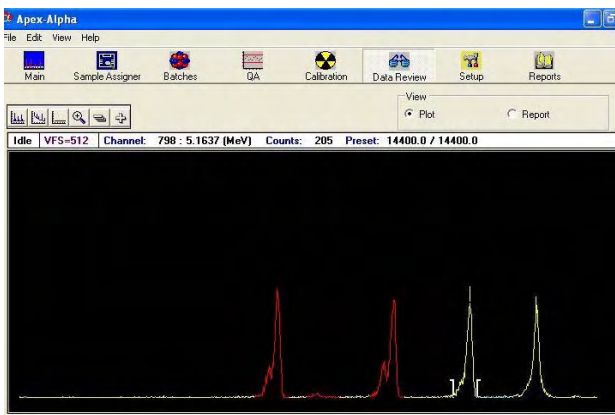 Apex-Alpha
File Edit View Help
Main Sample Assigner Batches QA Calibration Data Review Setup Reports
View
Plot Report
Idle VFS=512 Channel: 798 : 5.1637 (MeV) Counts: 205 Preset: 14400.0 / 14400.0